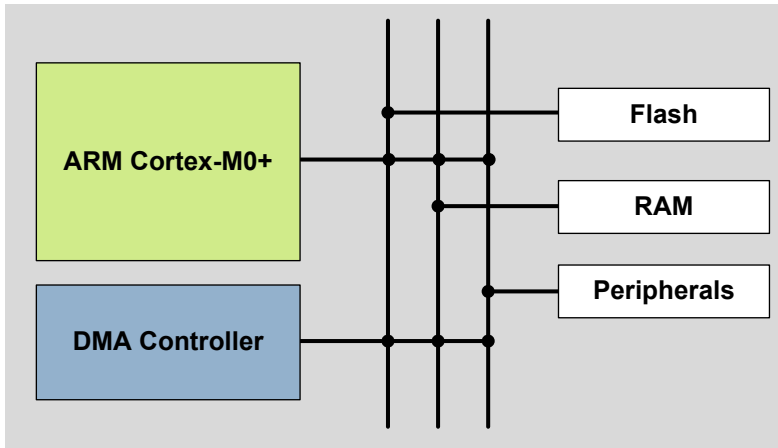 ARM Cortex-M0+
DMA Controller
Flash
RAM
Peripherals